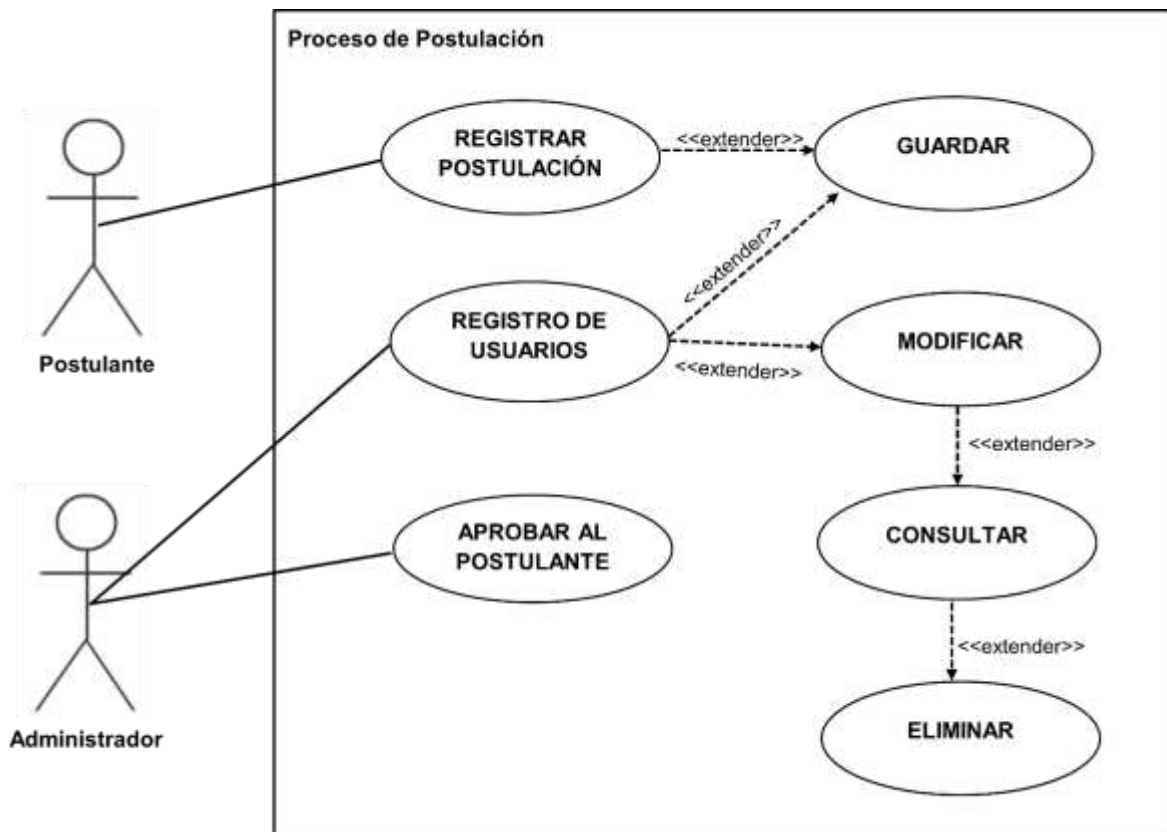 Proceso de Postulación
REGISTRAR
POSTULACIÓN
<<extender>>
GUARDAR
<<extender>>
Postulante
REGISTRO DE
USUARIOS
<<extender>>
MODIFICAR
<<extender>>
APROBAR AL
POSTULANTE
CONSULTAR
<<extender>>
ELIMINAR
Administrador